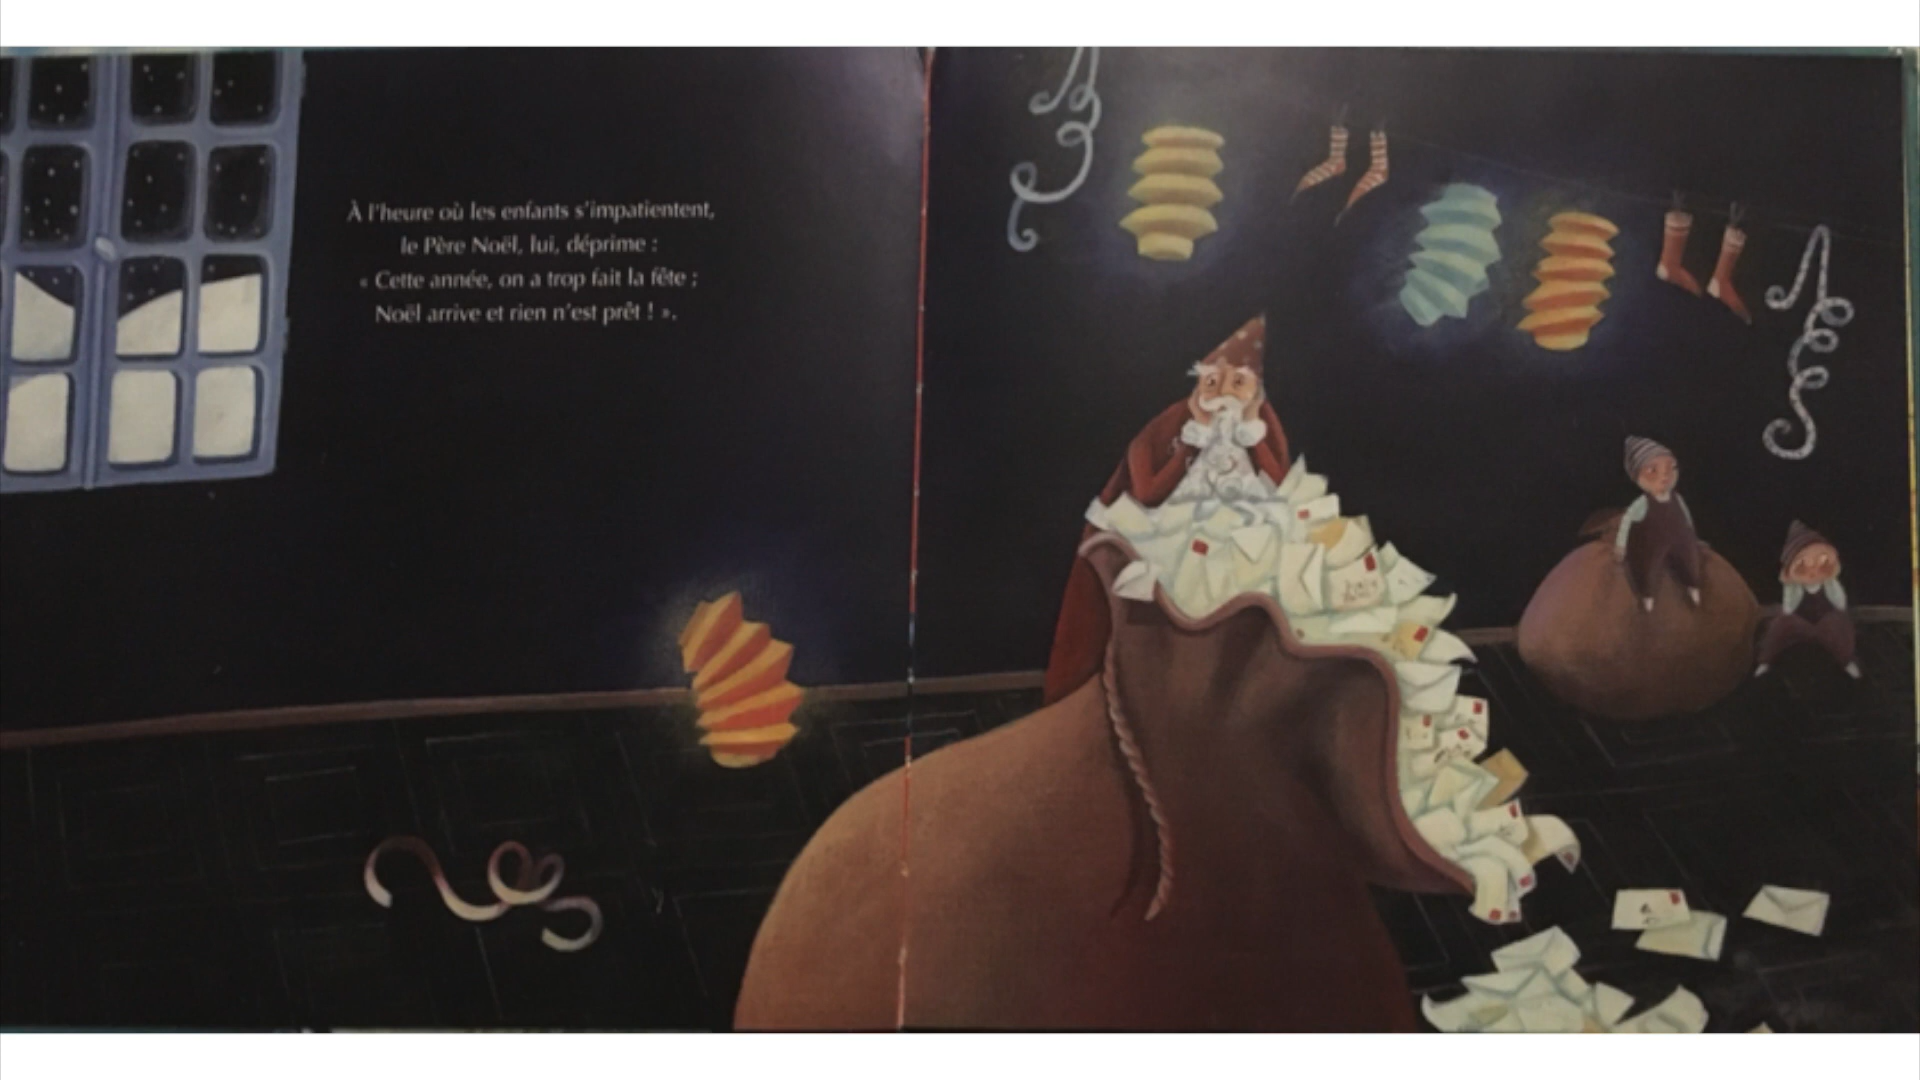 À l'heure où les enfants s'impatientent,
le Père Noël, lui, déprime :
« Cette année, on a trop fait la fête ;
Noël arrive et rien n'est prêt ! ».